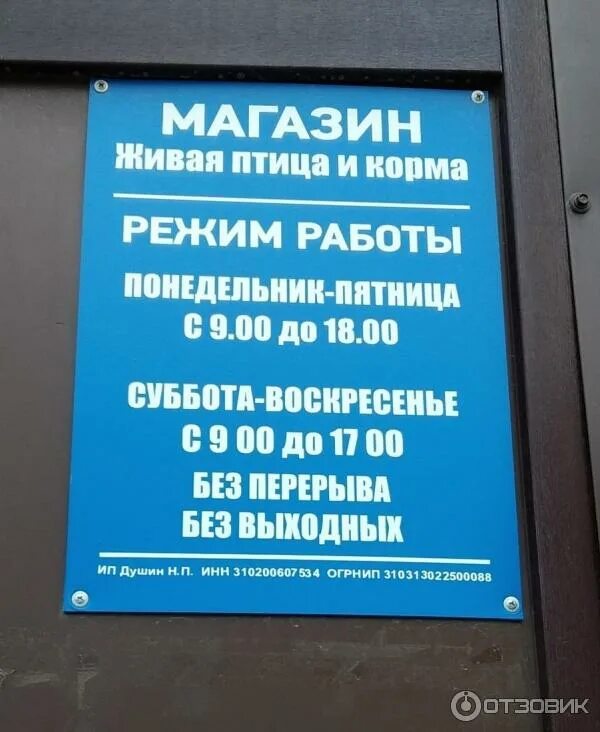 МАГАЗИН
Живая птица и корма
РЕЖИМ РАБОТЫ
ПОНЕДЕЛЬНИК-ПЯТНИЦА
С 9.00 до 18.00
СУББОТА-ВОСКРЕСЕНЬЕ
С 9 00 до 17 00
БЕЗ ПЕРЕРЫВА
БЕЗ ВЫХОДНЫХ
ИП Душин Н.П. ИНН 310200607534 ОГРНИП 310313022500088
ОТЗОВИК